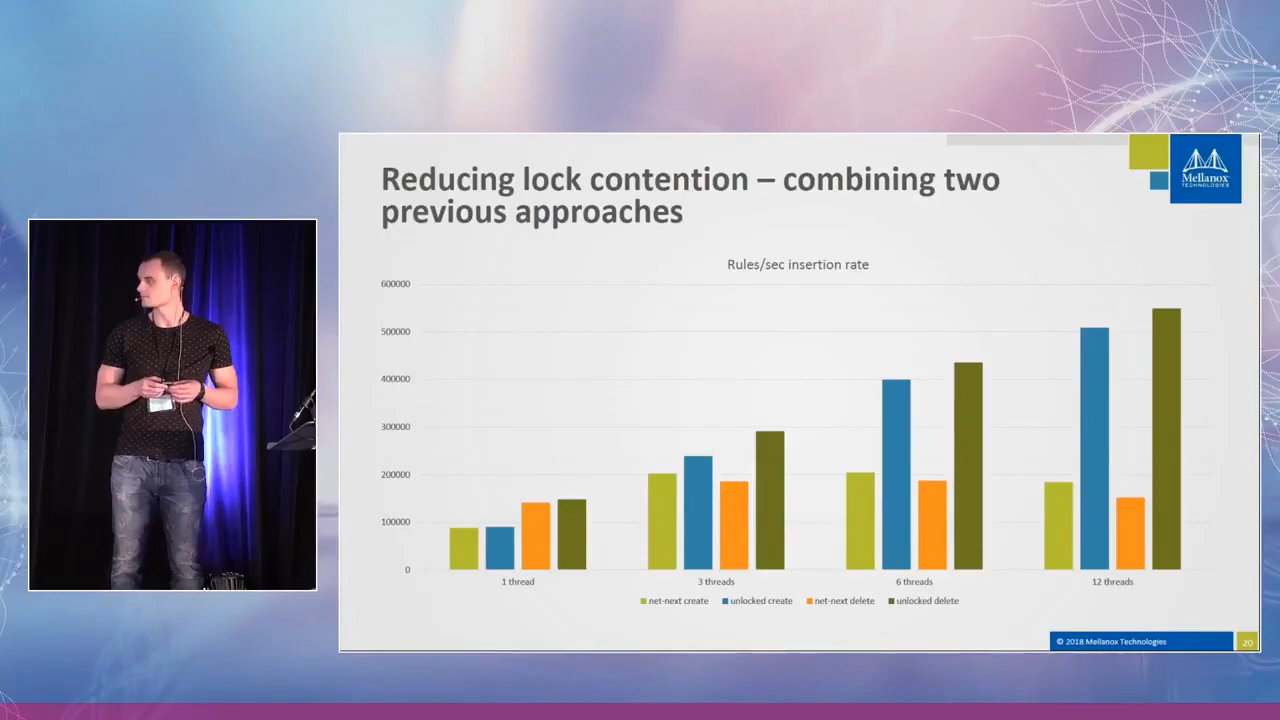 Reducing lock contention – combining two
previous approaches
Mellanox
TECHNOLOGIES
Rules/sec insertion rate
600000
500000
400000
300000
200000
100000
0
1 thread
3 threads
6 threads
12 threads
net-next create
unlocked create
net-next delete
unlocked delete
© 2018 Mellanox Technologies
20